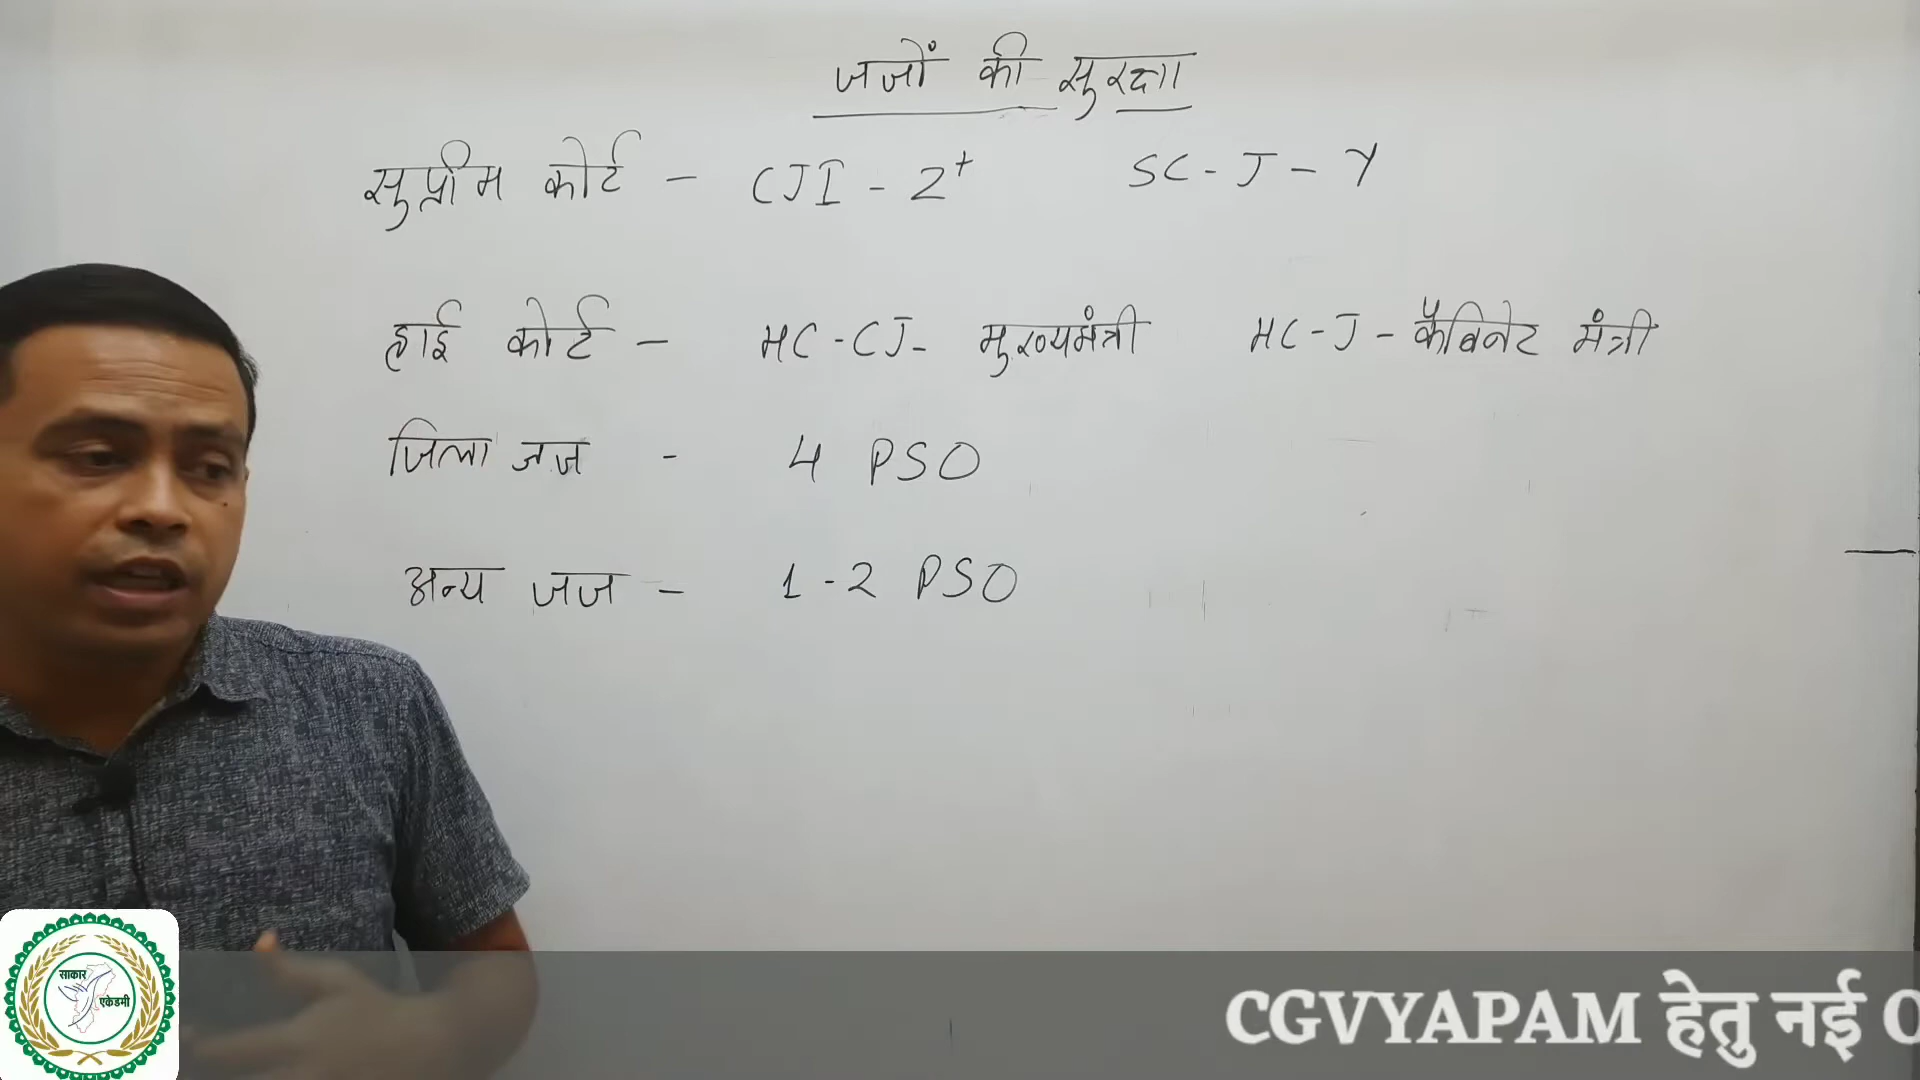 जजों की सुरक्षा
सुप्रीम कोर्ट - CJI - Z+ SC - J - Y
हाई कोर्ट - HC - CJ - मुख्यमंत्री HC - J - कैबिनेट मंत्री
जिला जज - 4 PSO
अन्य जज - 1 - 2 PSO
साकार
एकेडमी
CGVYAPAM हेतु नई